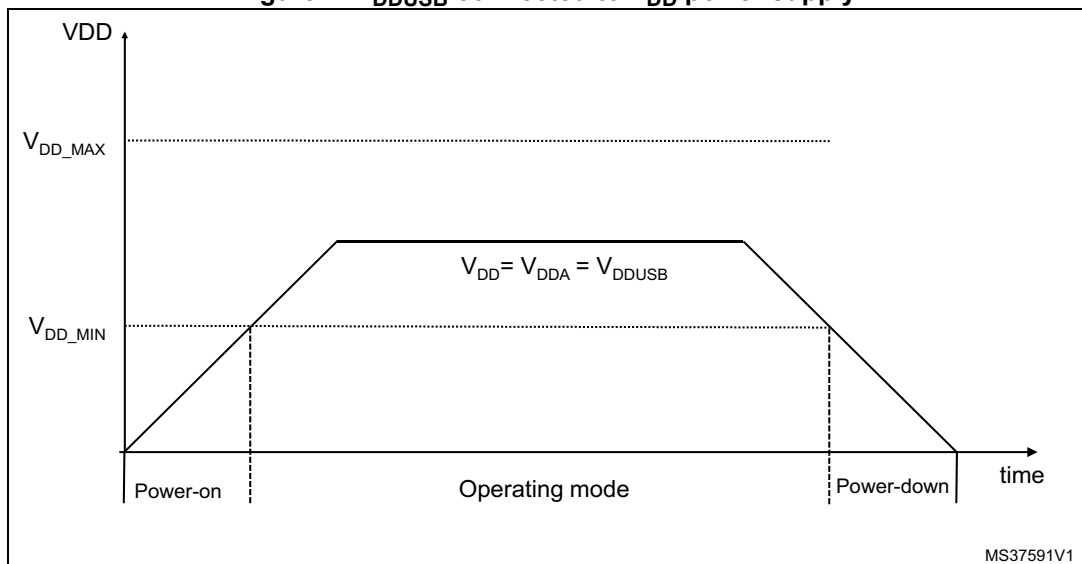 VDD
V_DD_MAX
V_DD= V_DDA = V_DDUSB
V_DD_MIN
time
Power-on
Operating mode
Power-down
MS37591V1